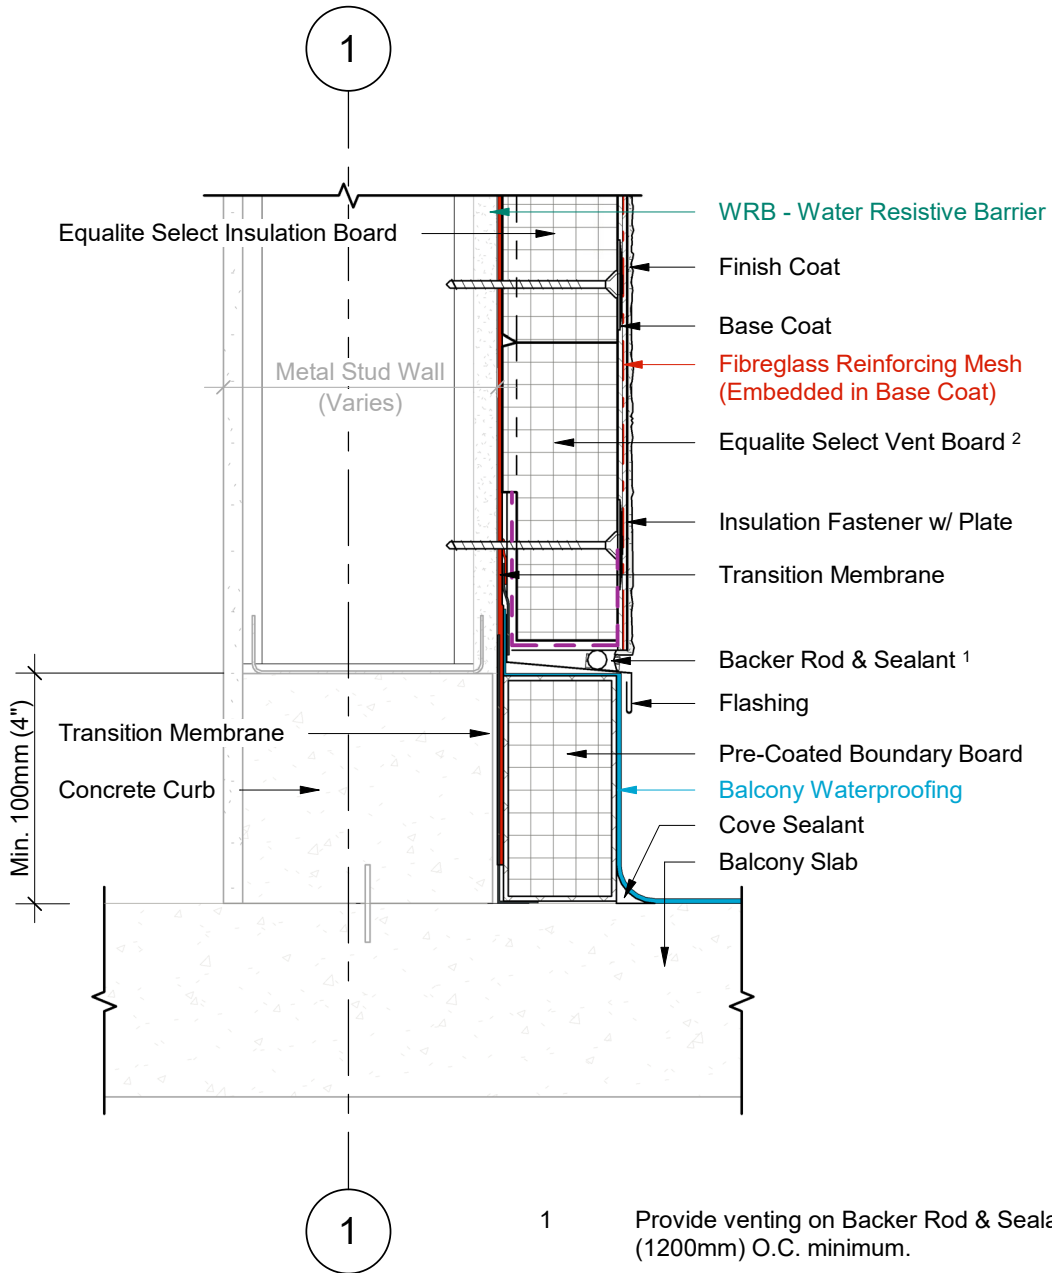 1
WRB - Water Resistive Barrier
Equalite Select Insulation Board
Finish Coat
Base Coat
Metal Stud Wall
(Varies)
Fibreglass Reinforcing Mesh
(Embedded in Base Coat)
Equalite Select Vent Board 2
Insulation Fastener w/ Plate
Transition Membrane
Backer Rod & Sealant 1
Flashing
Min. 100mm (4")
Transition Membrane
Pre-Coated Boundary Board
Concrete Curb
Balcony Waterproofing
Cove Sealant
Balcony Slab
1
1 Provide venting on Backer Rod &
(1200mm) O.C. minimum.